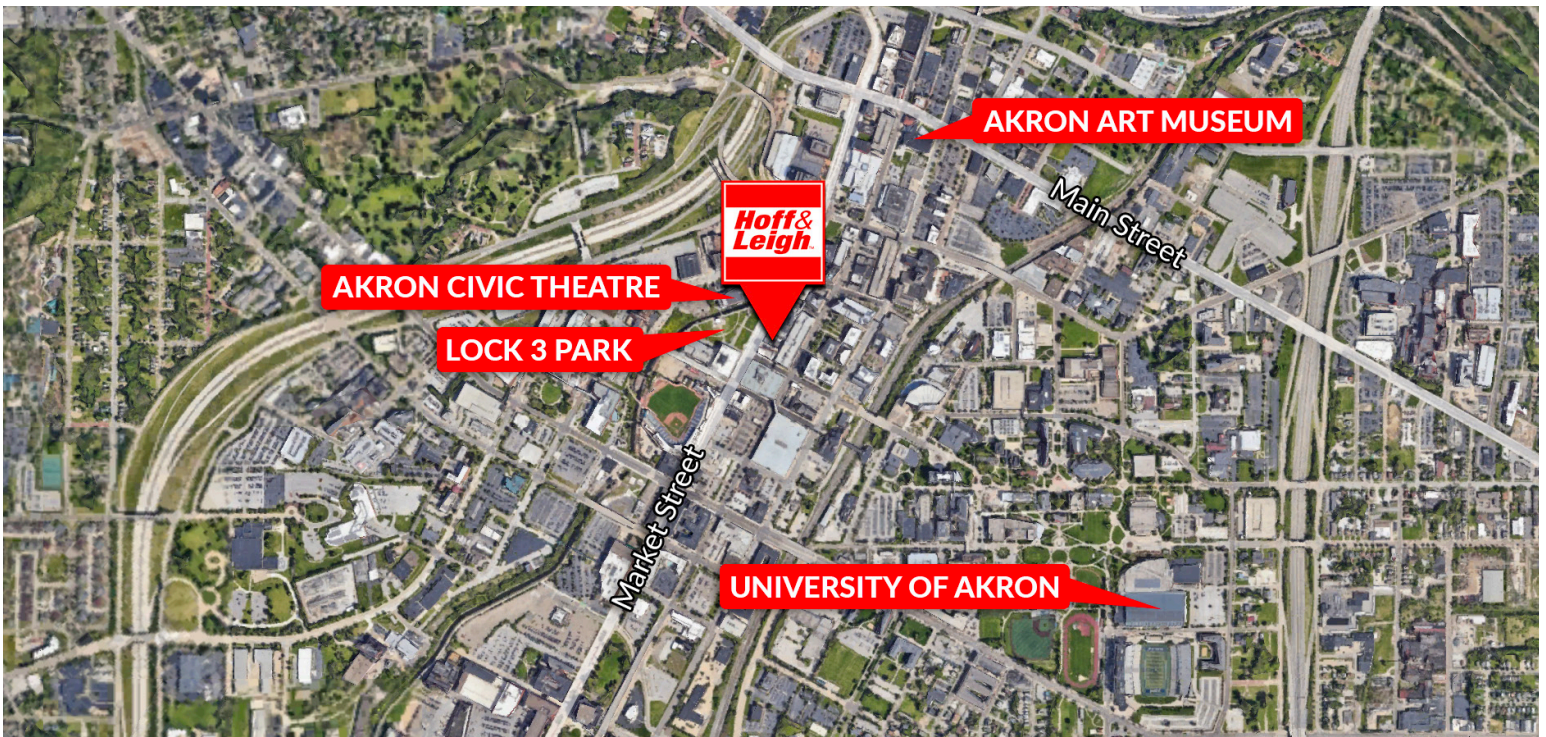 AKRON ART MUSEUM
Main Street
Hoff&
Leigh
AKRON CIVIC THEATRE
LOCK 3 PARK
Market Street
UNIVERSITY OF AKRON